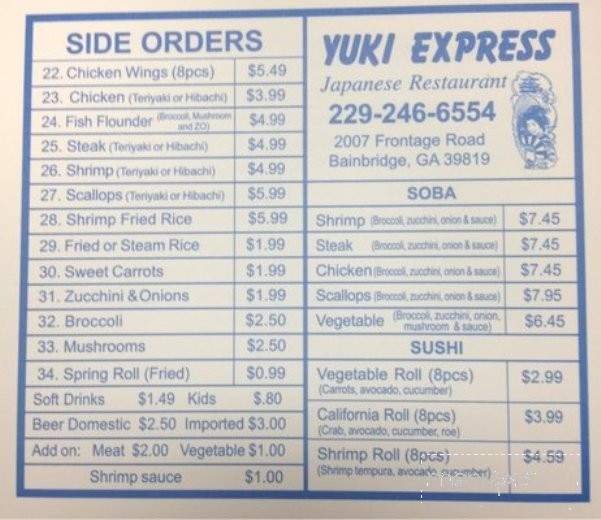 SIDE ORDERS
22. Chicken Wings (8pcs) $5.49
23. Chicken (Teriyaki or Hibachi) $3.99
24. Fish Flounder (Broccoli, Mushroom and ZO) $4.99
25. Steak (Teriyaki or Hibachi) $4.99
26. Shrimp (Teriyaki or Hibachi) $4.99
27. Scallops (Teriyaki or Hibachi) $5.99
28. Shrimp Fried Rice $5.99
29. Fried or Steam Rice $1.99
30. Sweet Carrots $1.99
31. Zucchini & Onions $1.99
32. Broccoli $2.50
33. Mushrooms $2.50
34. Spring Roll (Fried) $0.99
Soft Drinks $1.49 Kids $.80
Beer Domestic $2.50 Imported $3.00
Add on: Meat $2.00 Vegetable $1.00
Shrimp sauce $1.00
YUKI EXPRESS
Japanese Restaurant
229-246-6554
2007 Frontage Road
Bainbridge, GA 39819
SOBA
Shrimp (Broccoli, zucchini, onion & sauce) $7.45
Steak (Broccoli, zucchini, onion & sauce) $7.45
Chicken (Broccoli, zucchini, onion & sauce) $7.45
Scallops (Broccoli, zucchini, onion & sauce) $7.95
Vegetable (Broccoli, zucchini, onion, mushroom & sauce) $6.45
SUSHI
Vegetable Roll (8pcs) $2.99
(Carrots, avocado, cucumber)
California Roll (8pcs) $3.99
(Crab, avocado, cucumber, roe)
Shrimp Roll (8pcs) $4.59
(Shrimp tempura, avocado, cucumber)